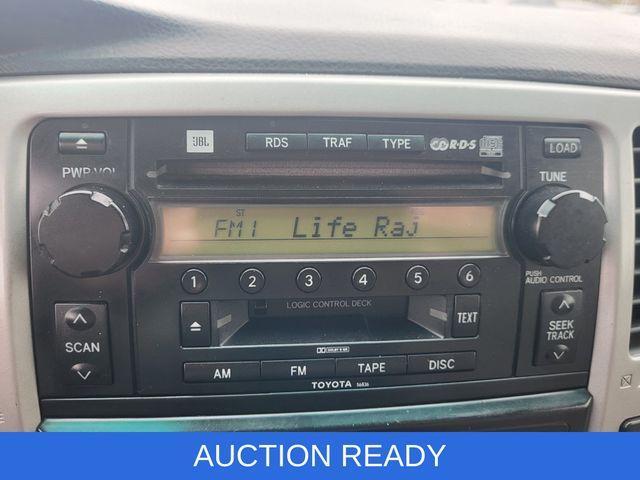 JBL RDS TRAF TYPE R·D·S LOAD
PWR·VOL TUNE
ST
FM1 Life Raj
1 2 3 4 5 6
PUSH
AUDIO CONTROL
LOGIC CONTROL DECK
TEXT
SCAN
SEEK
TRACK
AM FM TAPE DISC
TOYOTA 56836
AUCTION READY